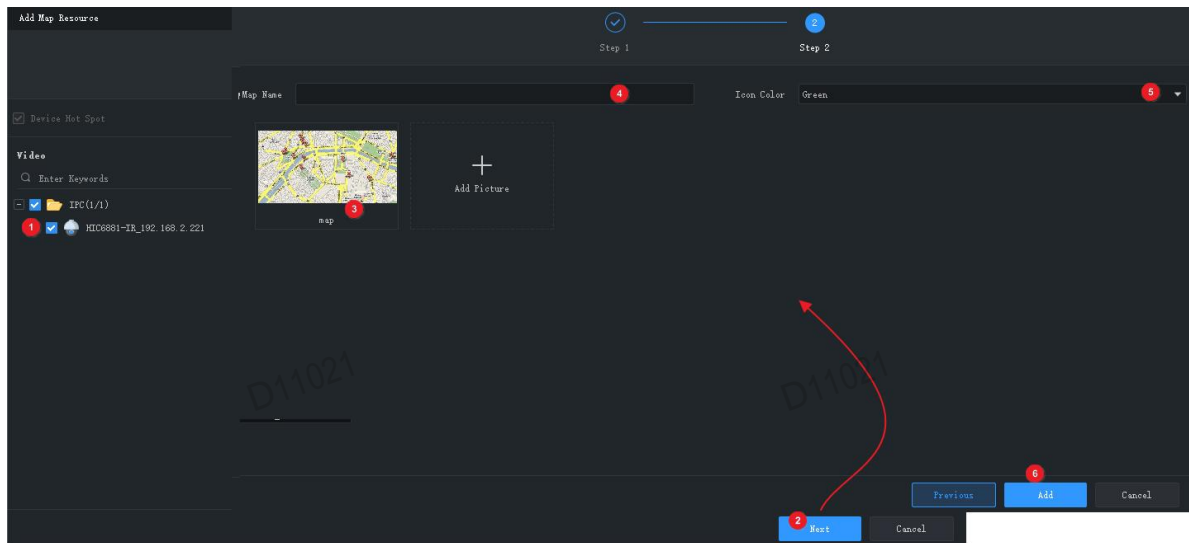 Add Map Resource
2
Step 1
Step 2
*Map Name
4
Icon Color
Green
5
Device Hot Spot
Video
Enter Keywords
Add Picture
IPC(1/1)
3
map
1
HIC6881-IR_192.168.2.221
D11021
D11021
6
Previous
Add
Cancel
2
Next
Cancel